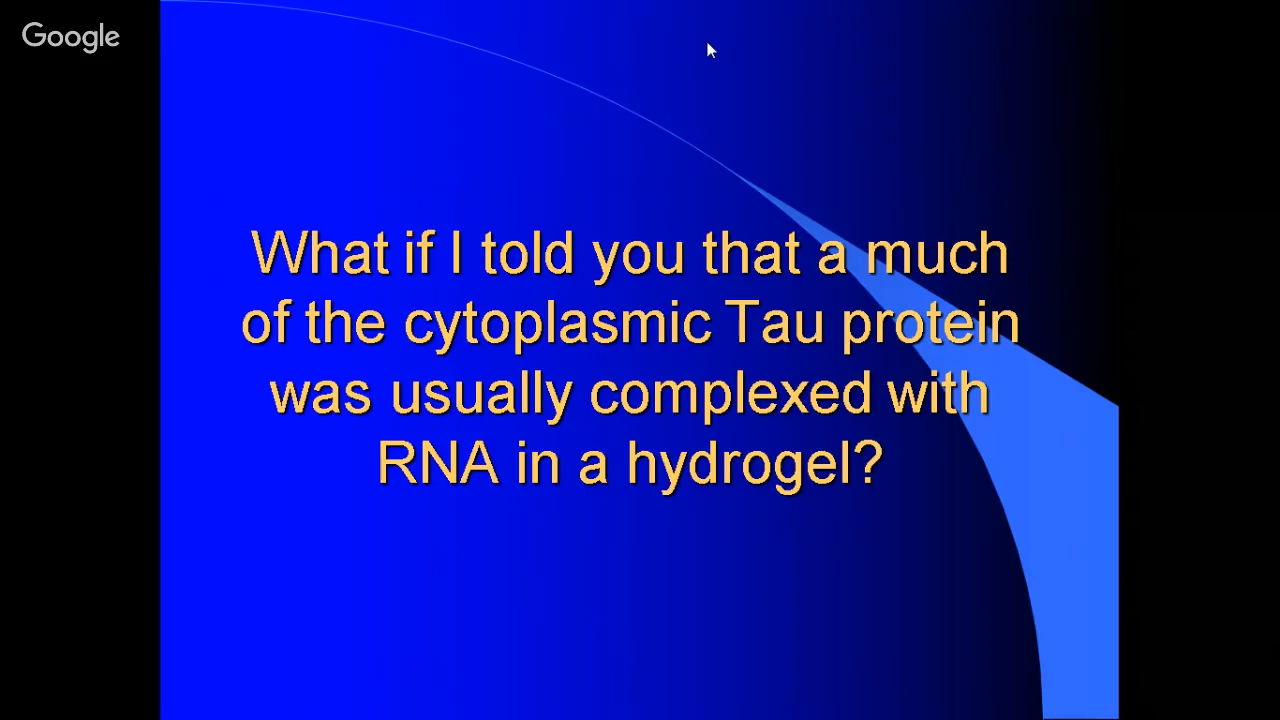 Google
What if I told you that a much
of the cytoplasmic Tau protein
was usually complexed with
RNA in a hydrogel?